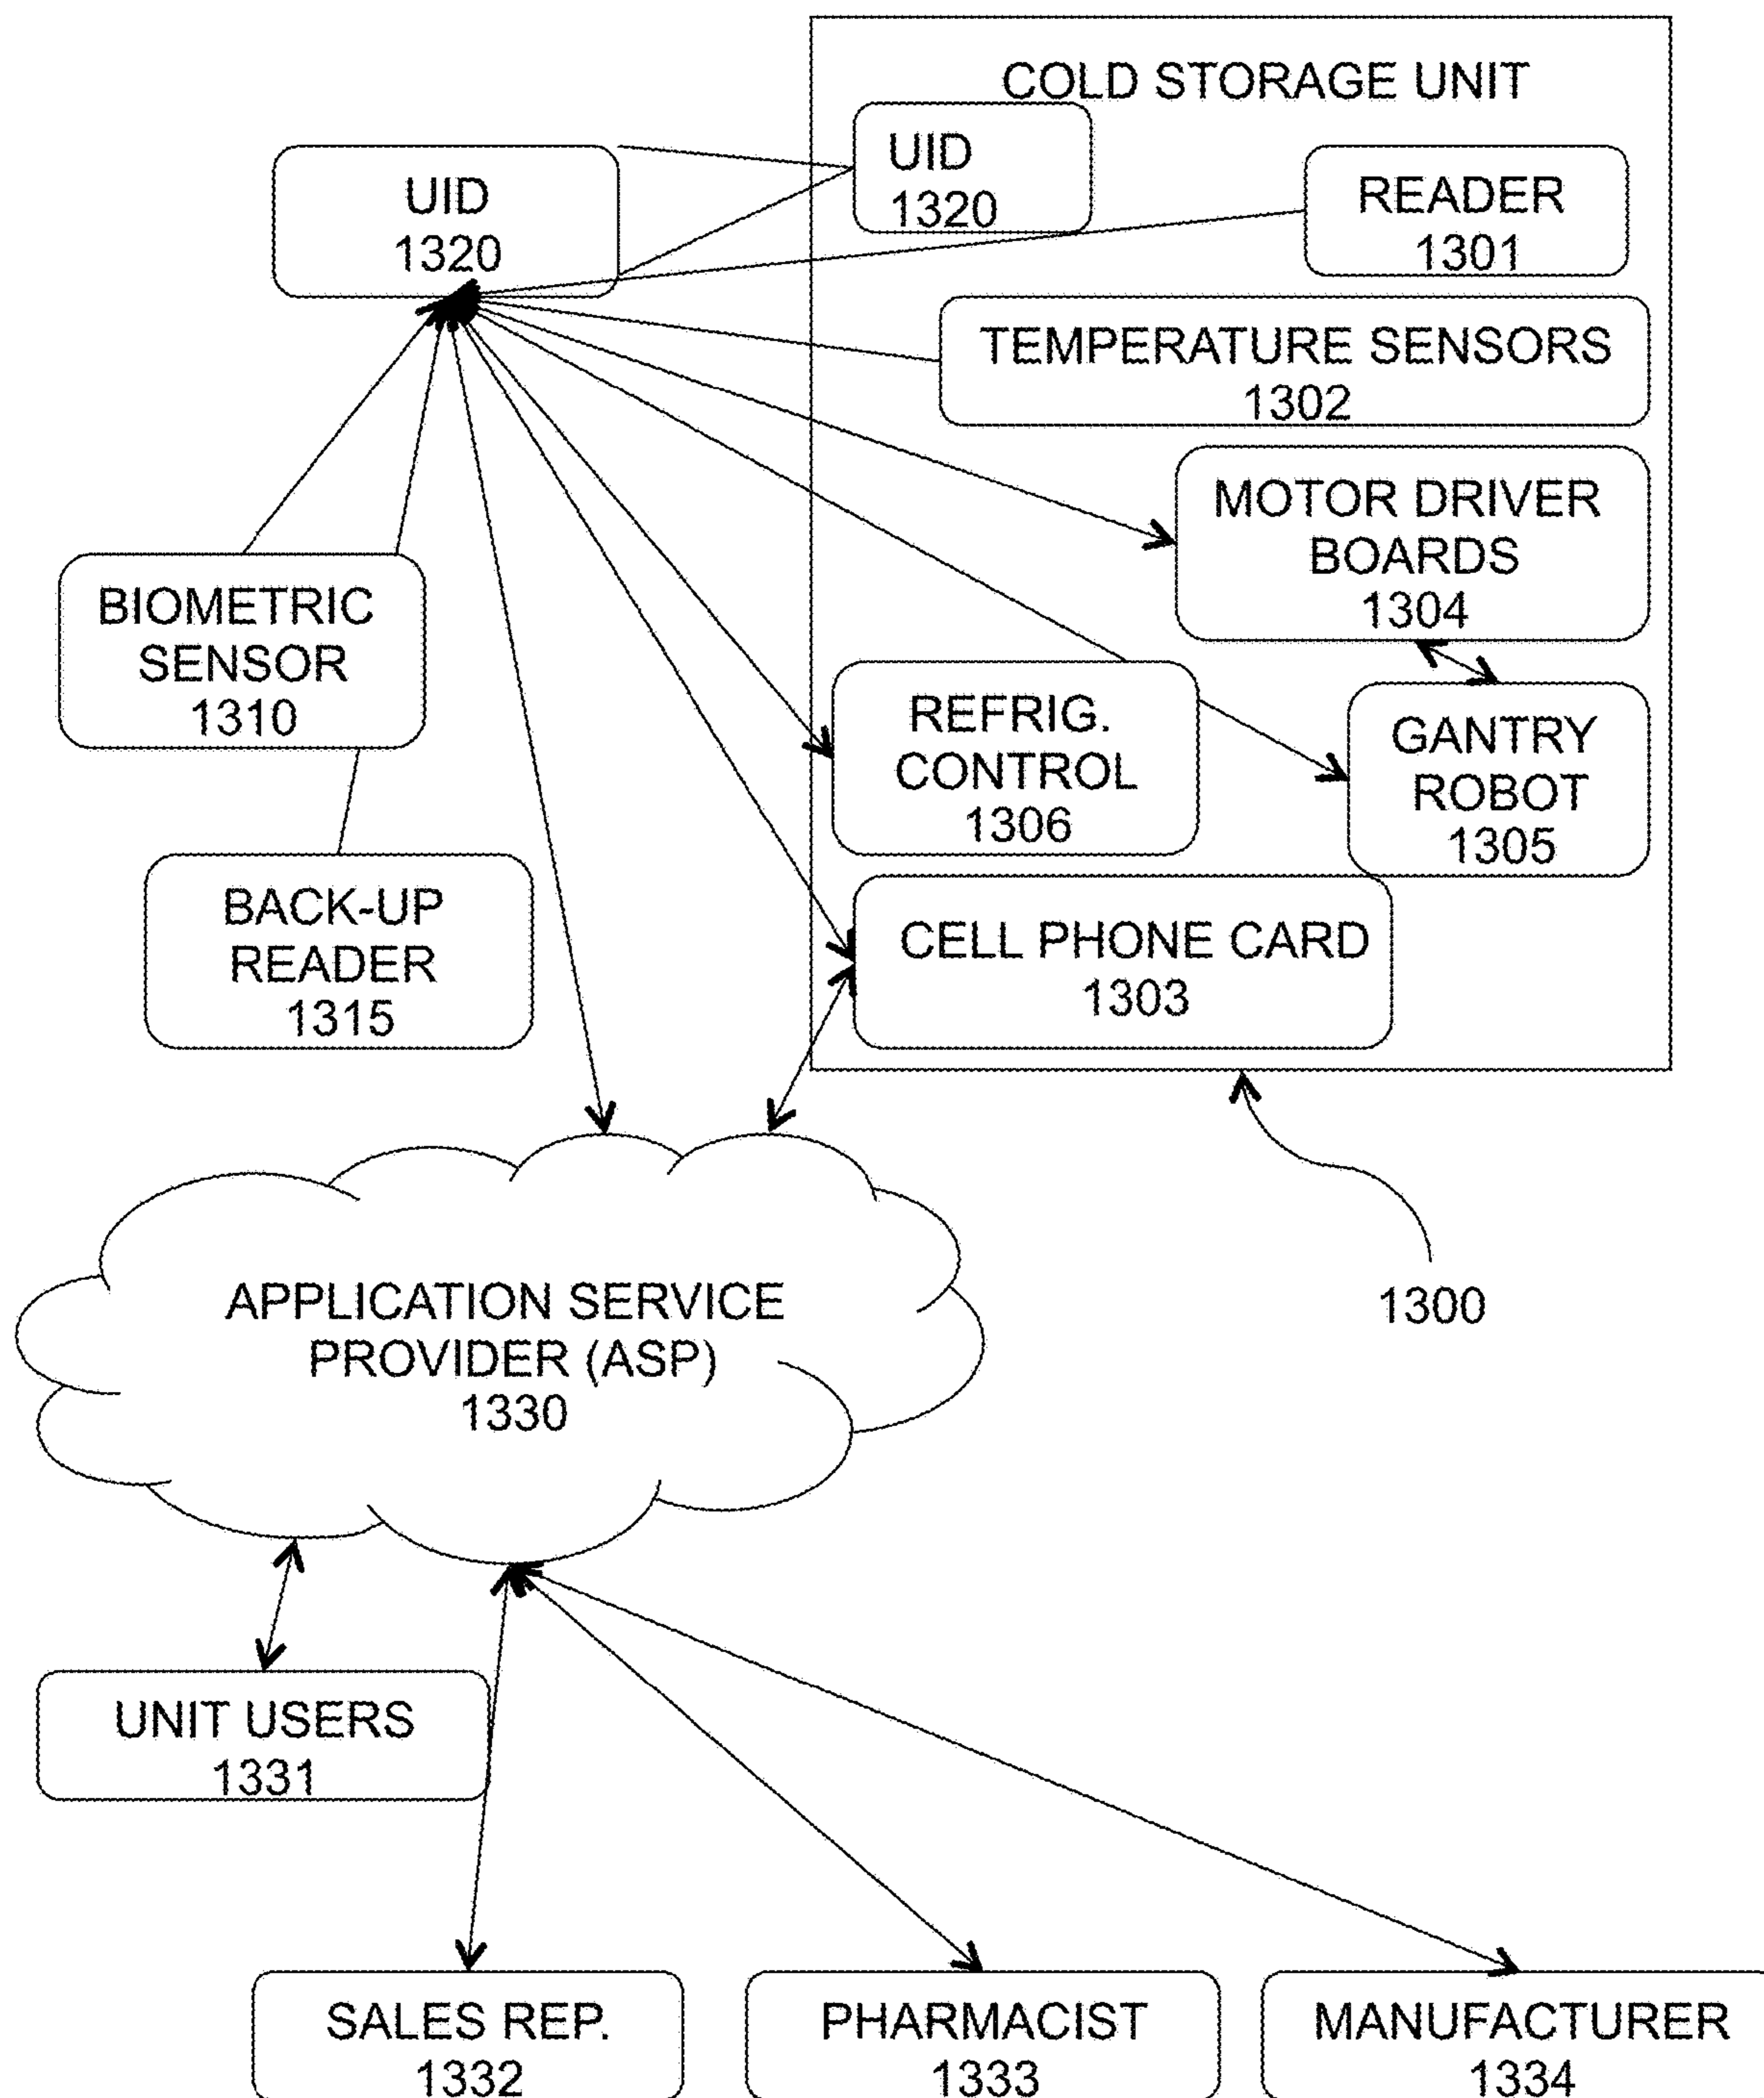 COLD STORAGE UNIT
UID
1320
UID
1320
READER
1301
TEMPERATURE SENSORS
1302
MOTOR DRIVER
BOARDS
1304
BIOMETRIC
SENSOR
1310
REFRIG.
CONTROL
1306
GANTRY
ROBOT
1305
BACK-UP
READER
1315
CELL PHONE CARD
1303
1300
APPLICATION SERVICE
PROVIDER (ASP)
1330
UNIT USERS
1331
SALES REP.
1332
PHARMACIST
1333
MANUFACTURER
1334